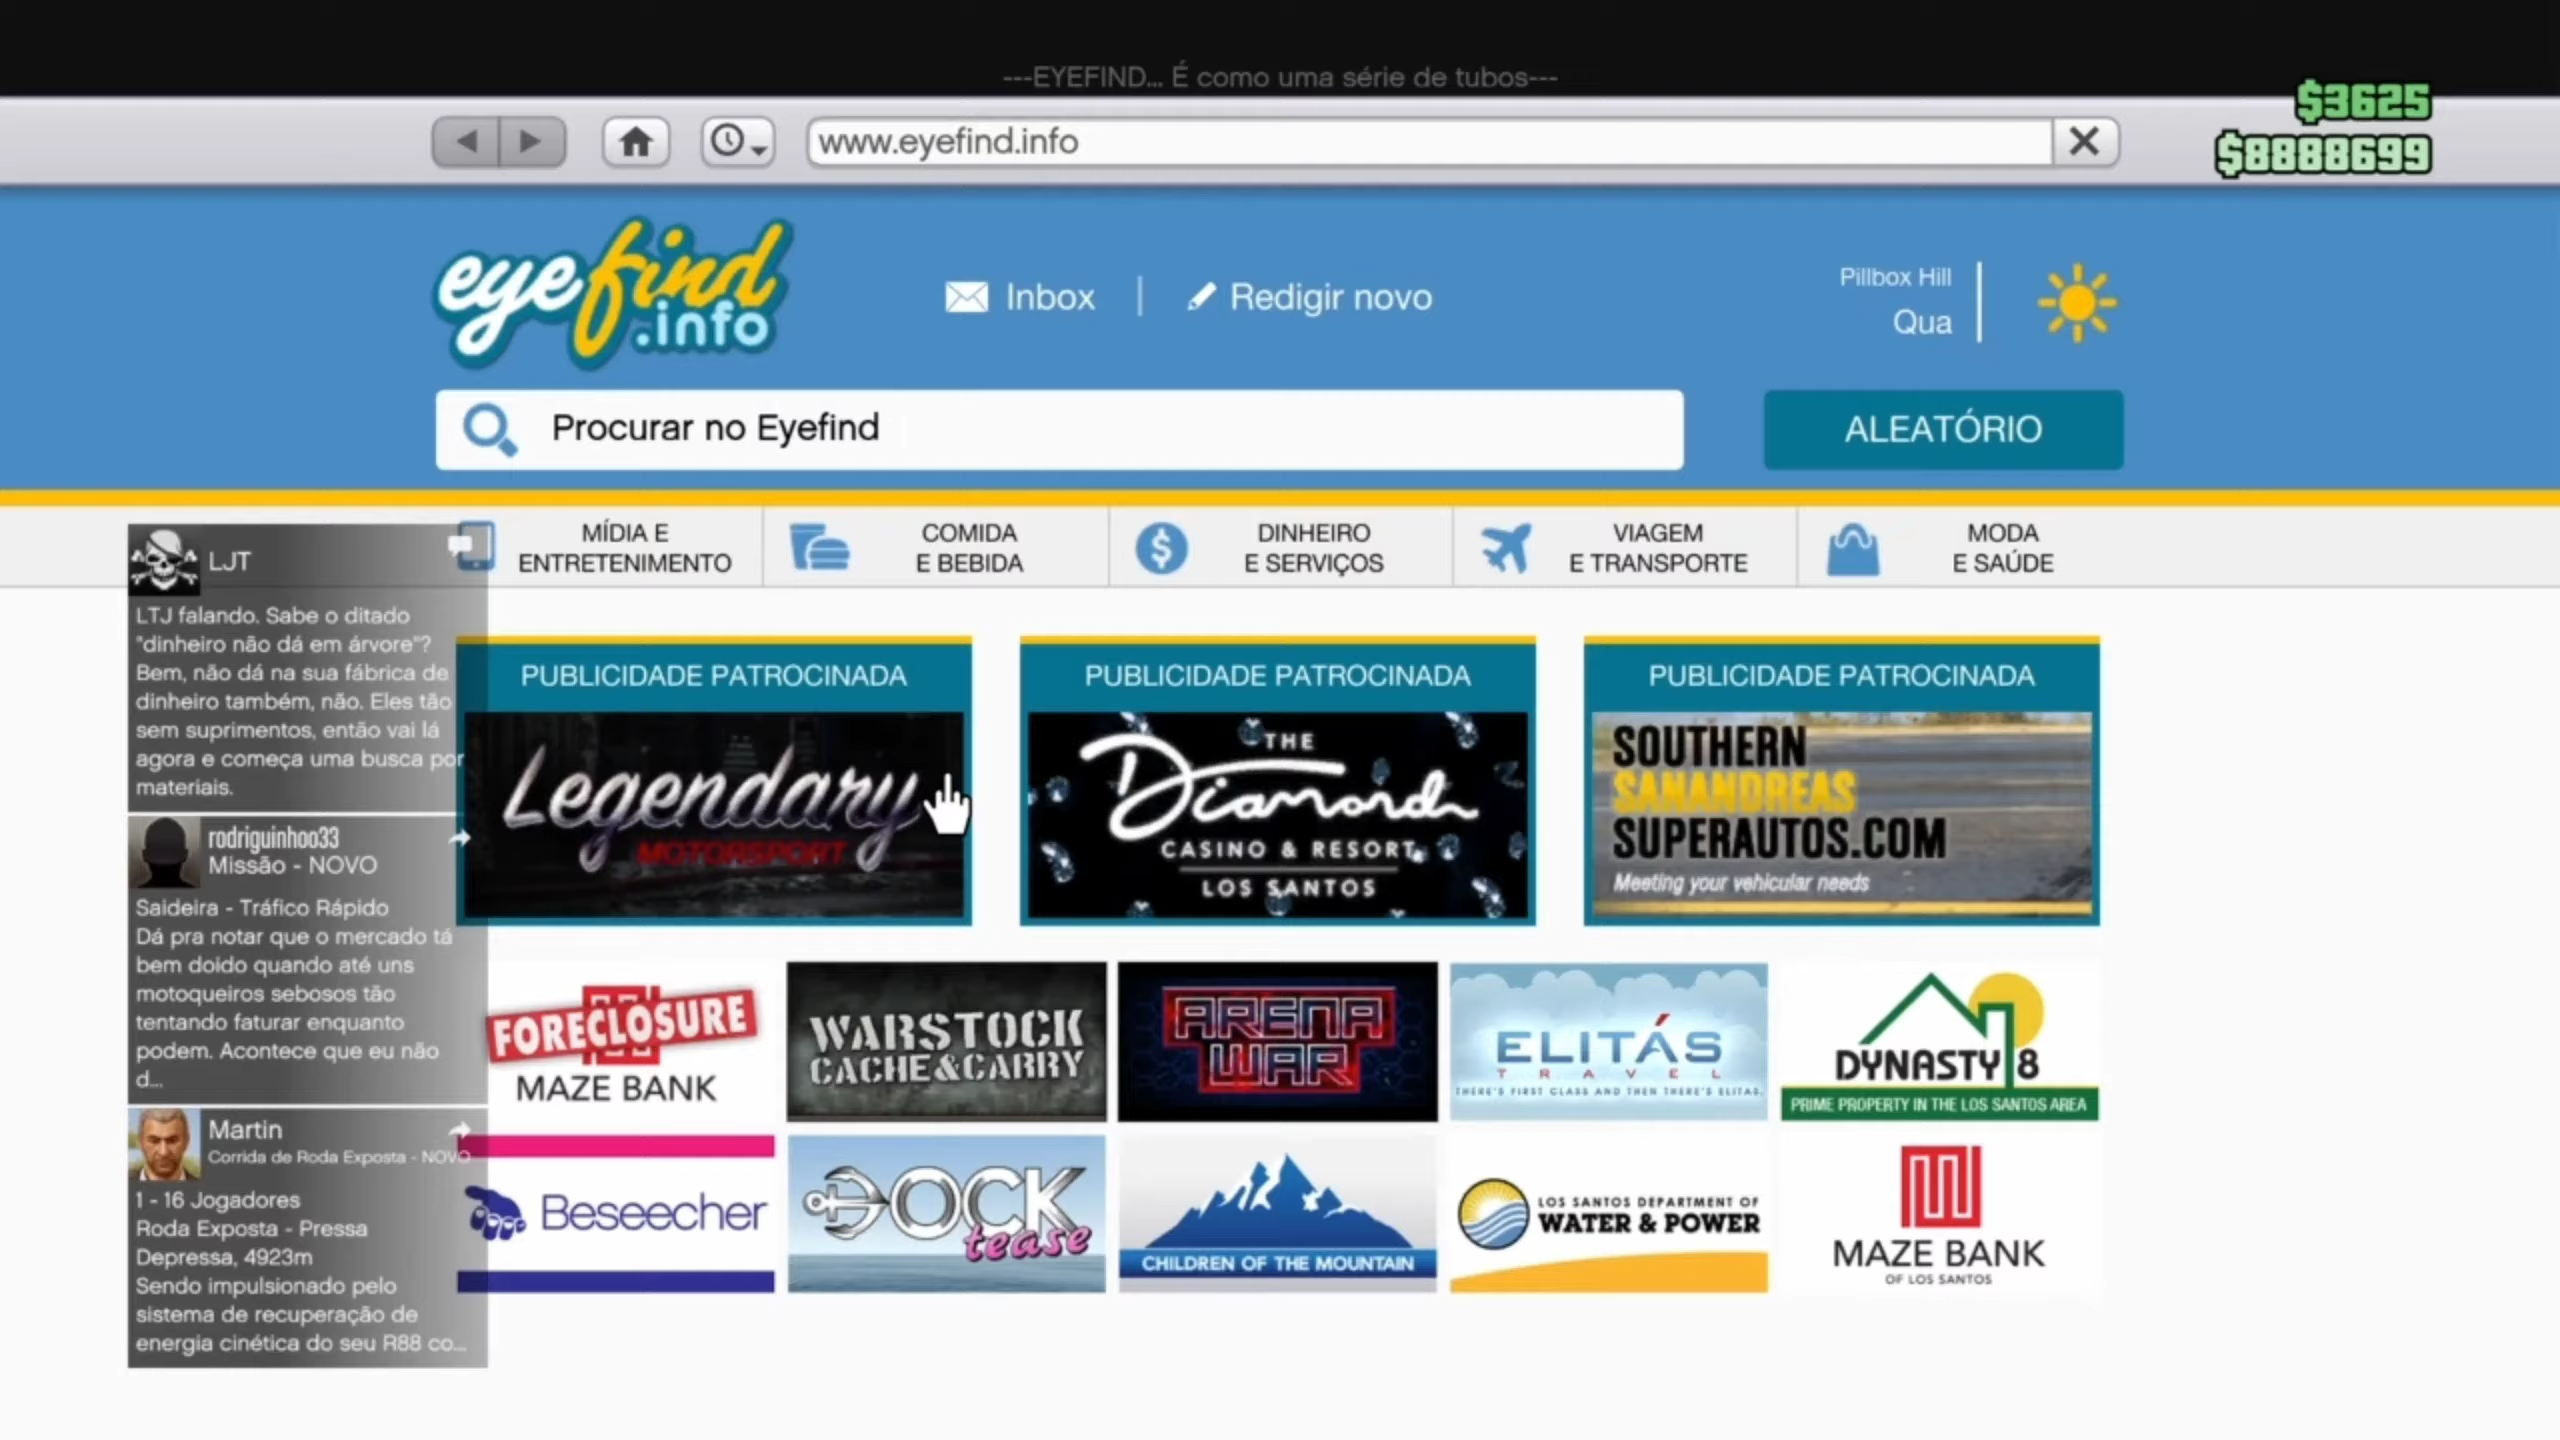 ---EYEFIND... É como uma série de tubos---
www.eyefind.info
$3625
$8888699
eyefind
.info
Inbox
Redigir novo
Pillbox Hill
Qua
Procurar no Eyefind
ALEATÓRIO
MÍDIA E
ENTRETENIMENTO
COMIDA
E BEBIDA
DINHEIRO
E SERVIÇOS
VIAGEM
E TRANSPORTE
MODA
E SAÚDE
LJT
LTJ falando. Sabe o ditado
"dinheiro não dá em árvore"?
Bem, não dá na sua fábrica de
dinheiro também, não. Eles tão
sem suprimentos, então vai lá
agora e começa uma busca por
materiais.
rodriguinhoo33
Missão - NOVO
Saideira - Tráfico Rápido
Dá pra notar que o mercado tá
bem doido quando até uns
motoqueiros sebosos tão
tentando faturar enquanto
podem. Acontece que eu não
d...
Martin
Corrida de Roda Exposta - NOVO
1 - 16 Jogadores
Roda Exposta - Pressa
Depressa, 4923m
Sendo impulsionado pelo
sistema de recuperação de
energia cinética do seu R88 co...
PUBLICIDADE PATROCINADA
Legendary
MOTORSPORT
PUBLICIDADE PATROCINADA
THE
Diamond
CASINO & RESORT
LOS SANTOS
PUBLICIDADE PATROCINADA
SOUTHERN
SANANDREAS
SUPERAUTOS.COM
Meeting your vehicular needs
FORECLOSURE
MAZE BANK
WARSTOCK
CACHE&CARRY
ARENA
WAR
ELITÁS
TRAVEL
THERE'S FIRST CLASS AND THEN THERE'S ELITAS.
DYNASTY 8
PRIME PROPERTY IN THE LOS SANTOS AREA
Beseecher
DOCK
tease
CHILDREN OF THE MOUNTAIN
LOS SANTOS DEPARTMENT OF
WATER & POWER
MAZE BANK
OF LOS SANTOS